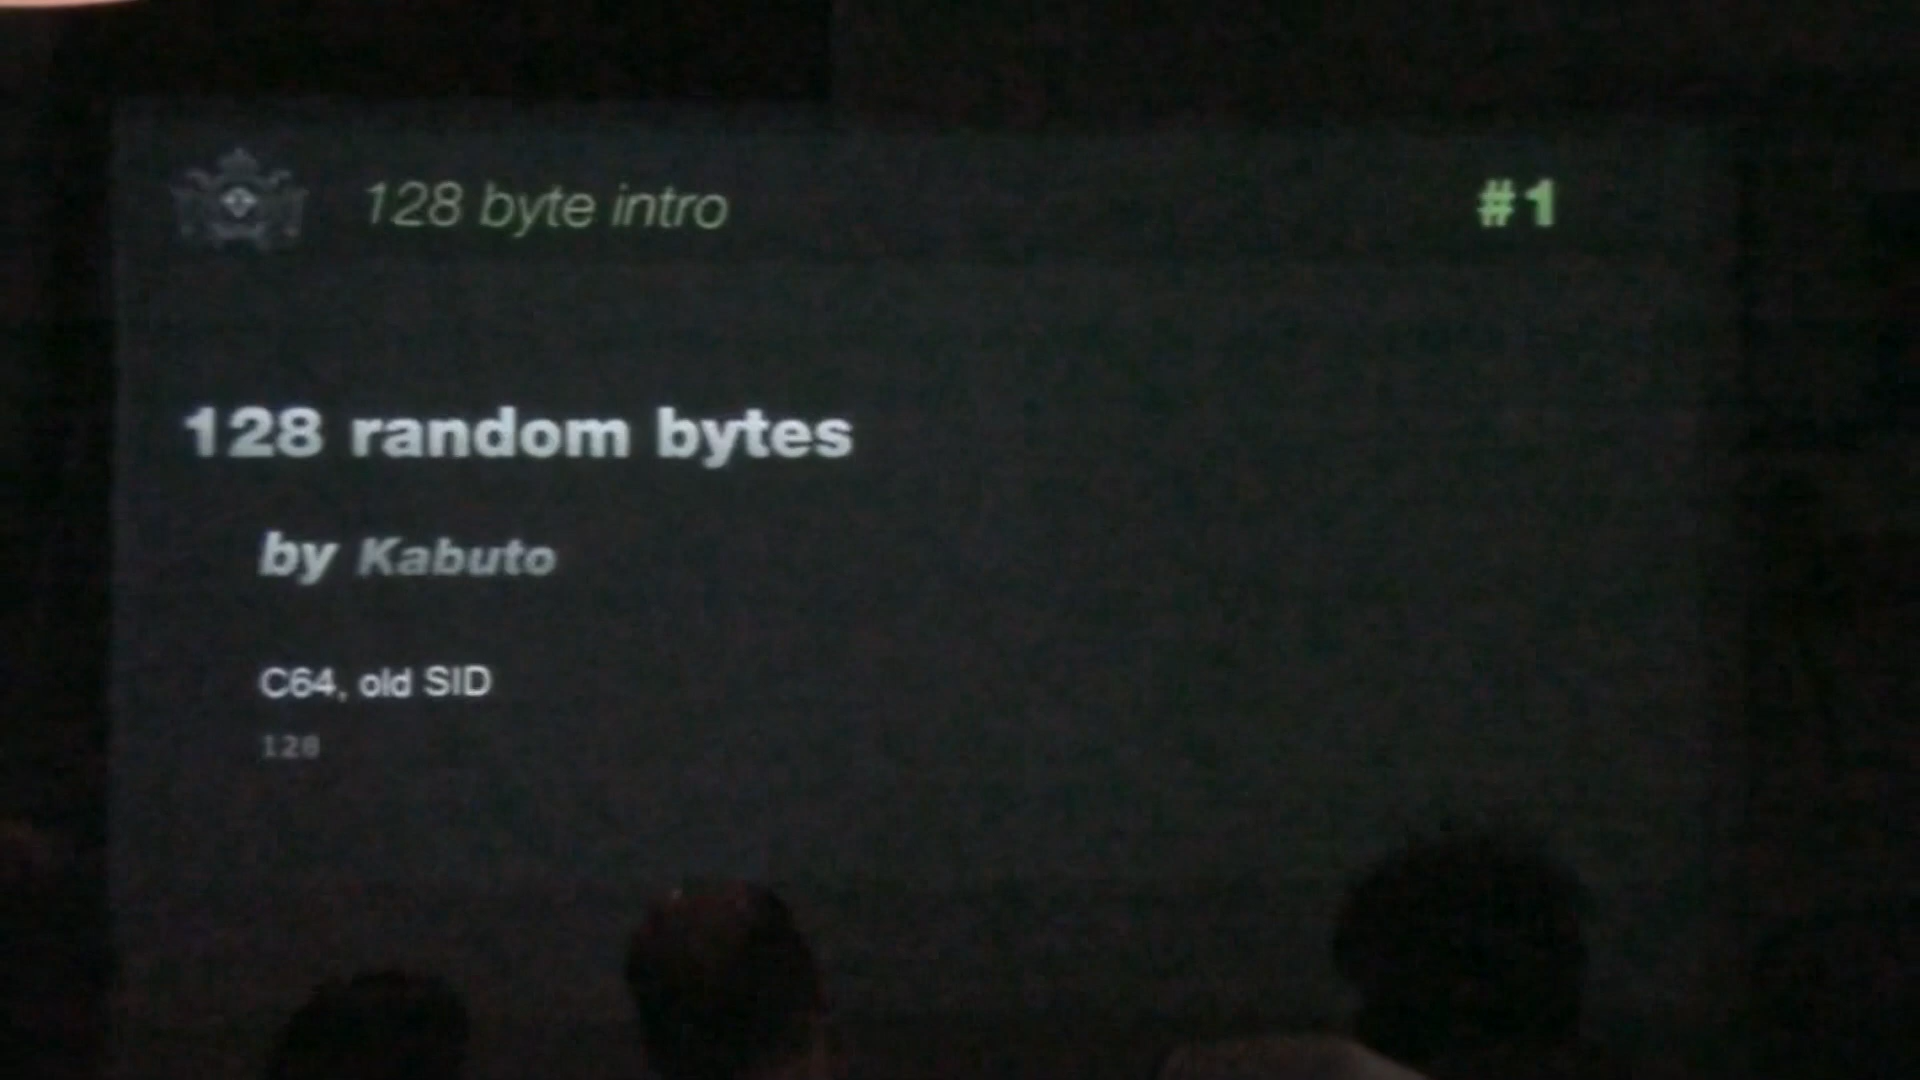 128 byte intro
#1
128 random bytes
by Kabuto
C64, old SID
128